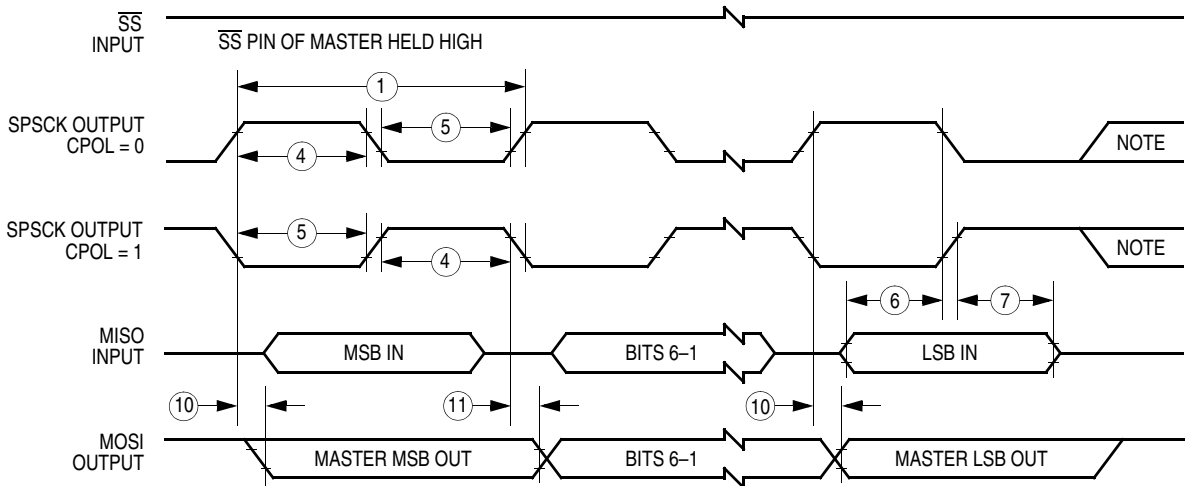 SS
INPUT
SS PIN OF MASTER HELD HIGH
1
SPSCK OUTPUT
CPOL = 0
5
4
NOTE
SPSCK OUTPUT
CPOL = 1
5
4
NOTE
6
7
MISO
INPUT
MSB IN
BITS 6–1
LSB IN
10
11
10
MOSI
OUTPUT
MASTER MSB OUT
BITS 6–1
MASTER LSB OUT